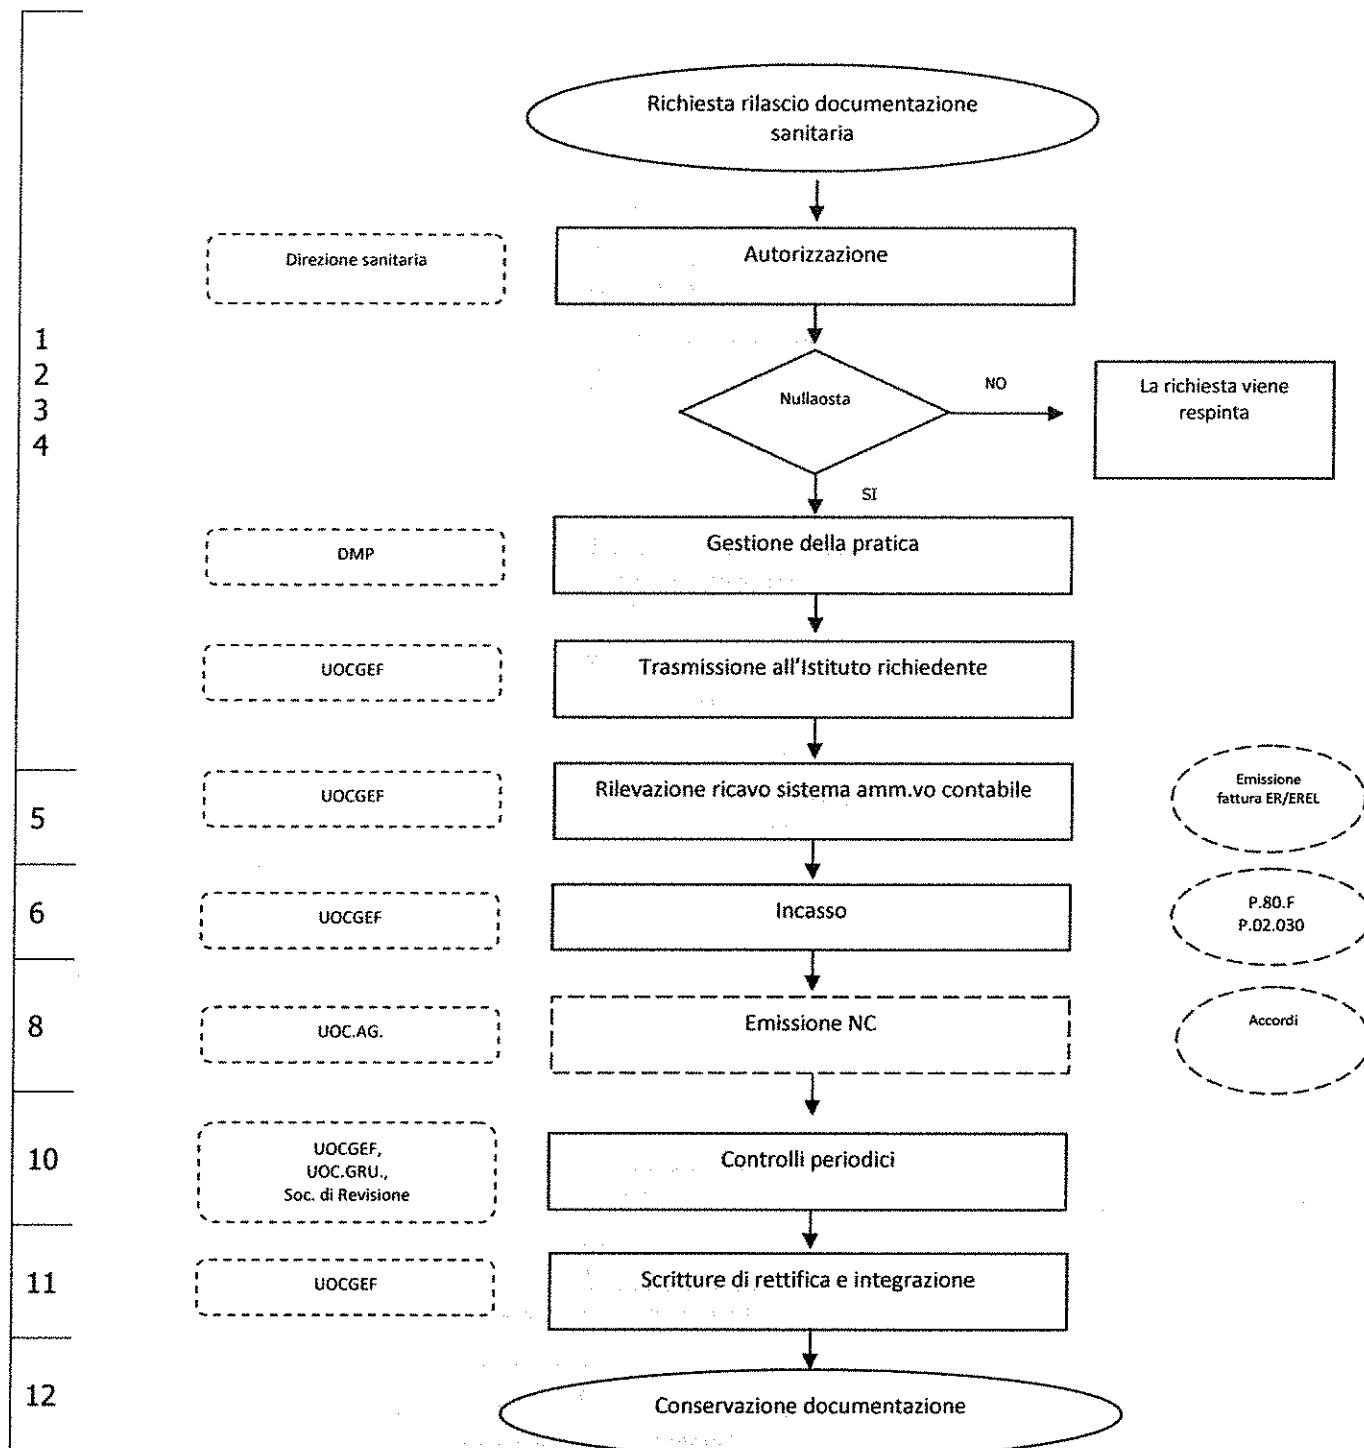 Richiesta rilascio documentazione
sanitaria
Direzione sanitaria
Autorizzazione
1
2
3
4
Nullaosta
NO
La richiesta viene
respinta
SI
DMP
Gestione della pratica
UOCGEF
Trasmissione all'Istituto richiedente
5
UOCGEF
Rilevazione ricavo sistema amm.vo contabile
Emissione
fattura ER/EREL
6
UOCGEF
Incasso
P.80.F
P.02.030
8
UOC.AG.
Emissione NC
Accordi
10
UOCGEF,
UOC.GRU.,
Soc. di Revisione
Controlli periodici
11
UOCGEF
Scritture di rettifica e integrazione
12
Conservazione documentazione